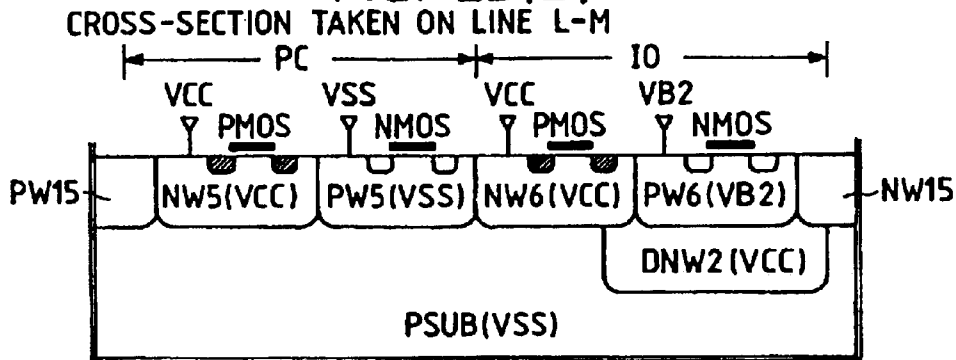 CROSS-SECTION TAKEN ON LINE L-M
PC IO
VCC VSS VCC VB2
PMOS NMOS PMOS NMOS
PW15 NW5(VCC) PW5(VSS) NW6(VCC) PW6(VB2) NW15
DNW2(VCC)
PSUB(VSS)